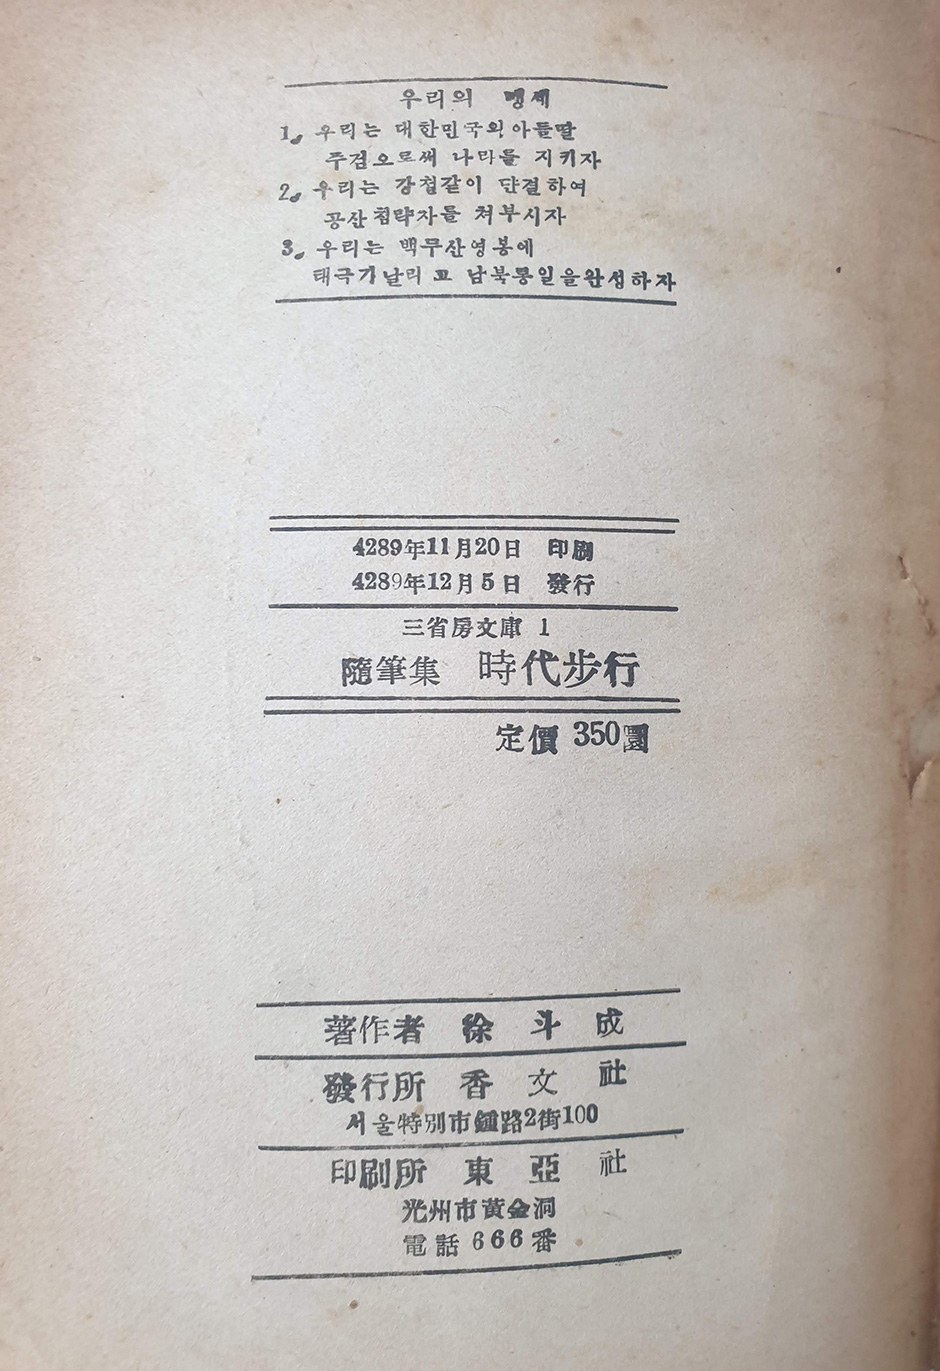 우리의 맹세
1. 우리는 대한민국의아들딸
주검으로써 나라를 지키자
2. 우리는 강철같이 단결하여
공산침략자를 쳐부시자
3. 우리는 백두산영봉에
태극기날리고 남북통일을완성하자
4289年11月20日 印刷
4289年12月5日 發行
三省房文庫 1
隨筆集 時代步行
定價 350圜
著作者 徐斗成
發行所 香文社
서울特別市鍾路2街100
印刷所 東亞社
光州市黃金洞
電話 666番